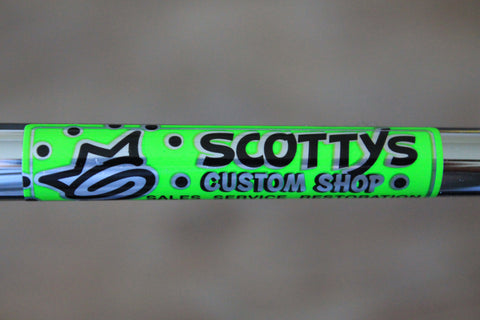 SCOTTYS
CUSTOM SHOP
SALES SERVICE RESTORATION